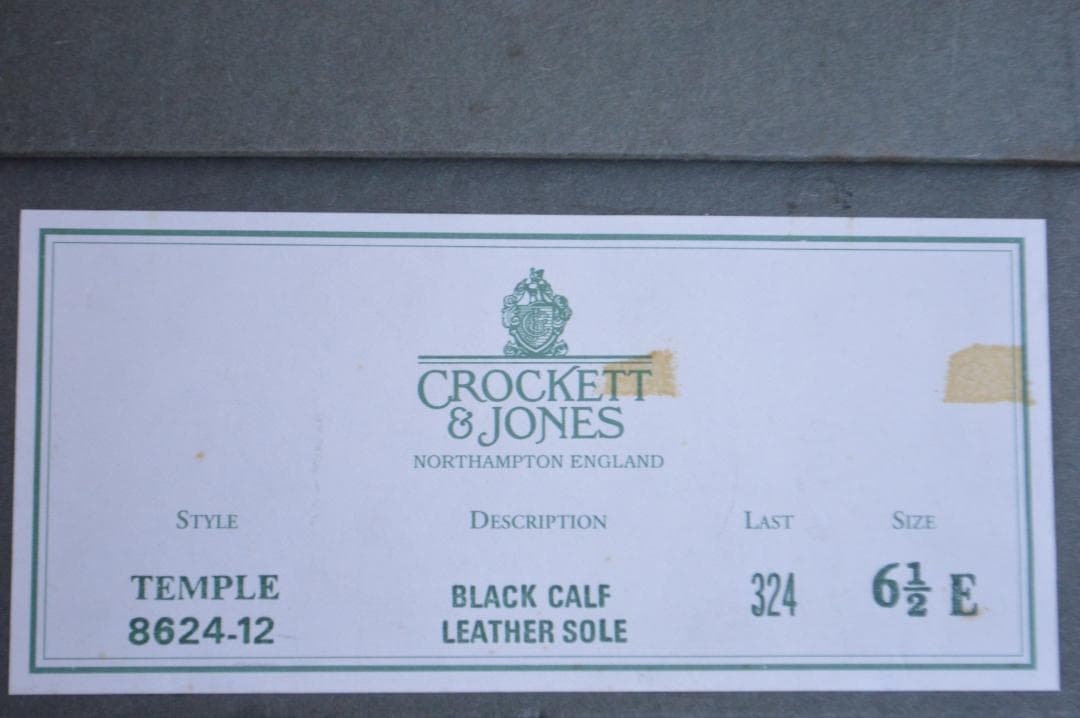 CROCKETT
& JONES
NORTHAMPTON ENGLAND
STYLE DESCRIPTION LAST SIZE
TEMPLE BLACK CALF 324 6½ E
8624-12 LEATHER SOLE